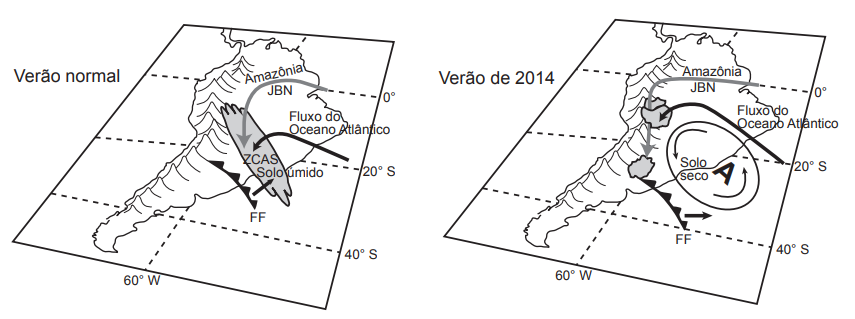 Verão normal
Amazônia
JBN
0°
Fluxo do
Oceano Atlântico
ZCAS
Solo úmido
20° S
FF
40° S
60° W
Verão de 2014
Amazônia
JBN
0°
Fluxo do
Oceano Atlântico
Solo
seco
A
20° S
FF
40° S
60° W